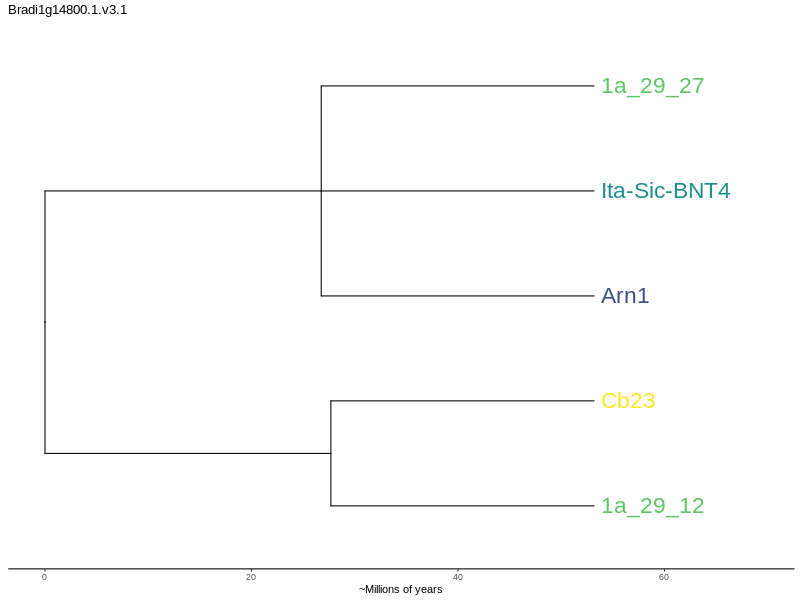 Bradi1g14800.1.v3.1
1a_29_27
Ita-Sic-BNT4
Arn1
Cb23
1a_29_12
0 20 40 60
~Millions of years